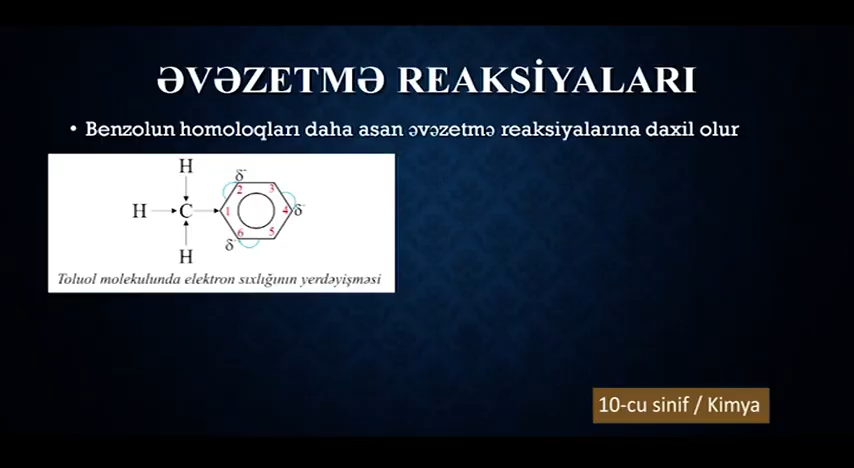 ƏVƏZETMƏ REAKSİYALARI
• Benzolun homoloqları daha asan əvəzetmə reaksiyalarına daxil olur
H
δ⁻
2 3
H C 1 4 δ⁻
6 5
δ⁻
H
Toluol molekulunda elektron sıxlığının yerdəyişməsi
10-cu sinif / Kimya